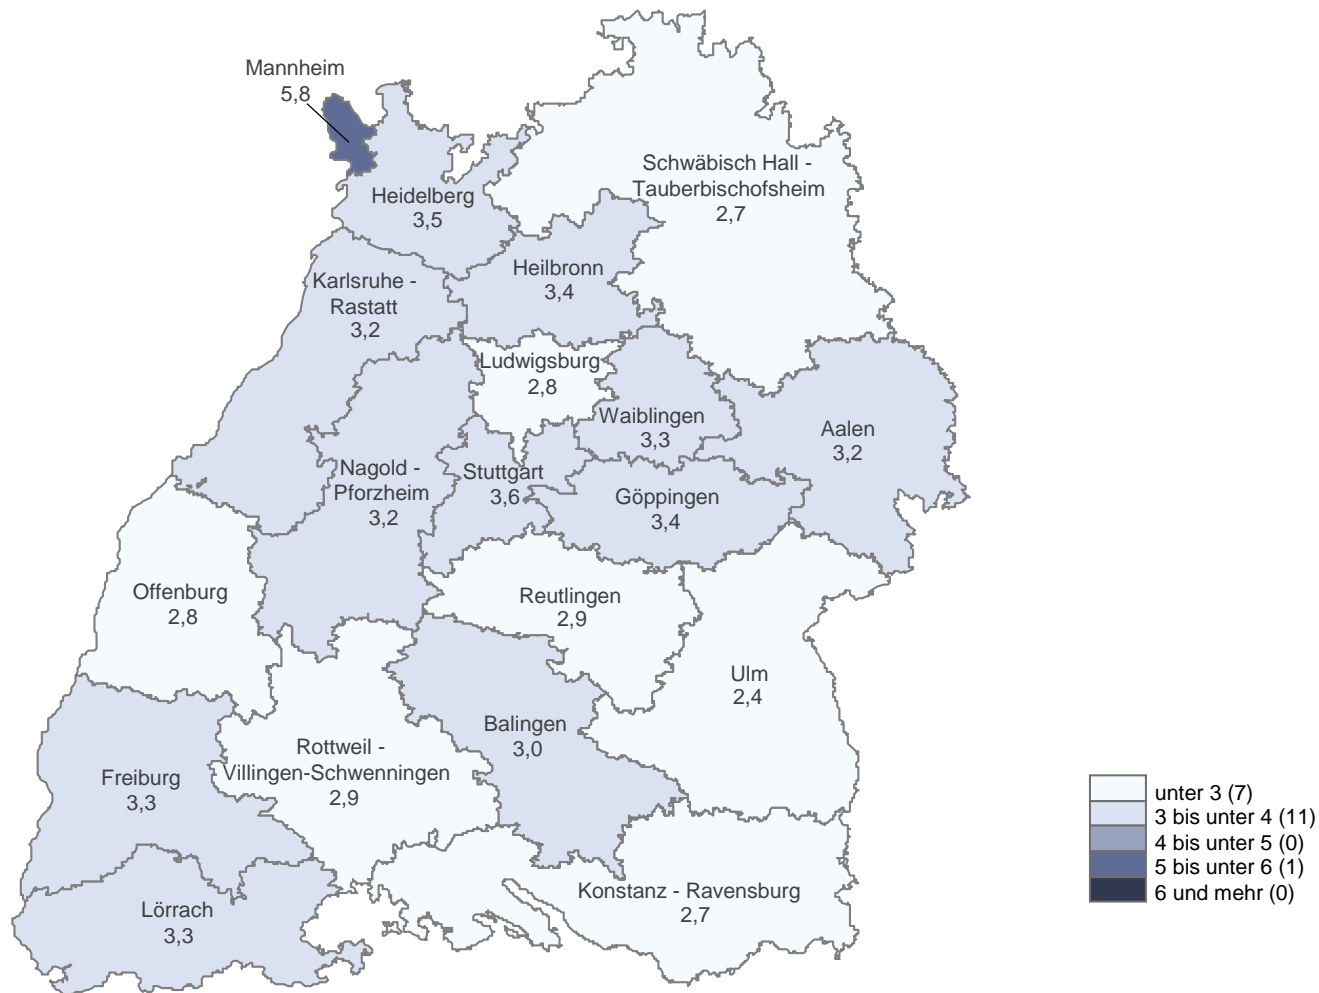 Mannheim
5,8
Schwäbisch Hall -
Tauberbischofsheim
2,7
Heidelberg
3,5
Heilbronn
3,4
Karlsruhe -
Rastatt
3,2
Ludwigsburg
2,8
Waiblingen
3,3
Aalen
3,2
Nagold -
Pforzheim
3,2
Stuttgart
3,6
Göppingen
3,4
Offenburg
2,8
Reutlingen
2,9
Ulm
2,4
Balingen
3,0
Rottweil -
Villingen-Schwenningen
2,9
Freiburg
3,3
Konstanz - Ravensburg
2,7
Lörrach
3,3
unter 3 (7)
3 bis unter 4 (11)
4 bis unter 5 (0)
5 bis unter 6 (1)
6 und mehr (0)